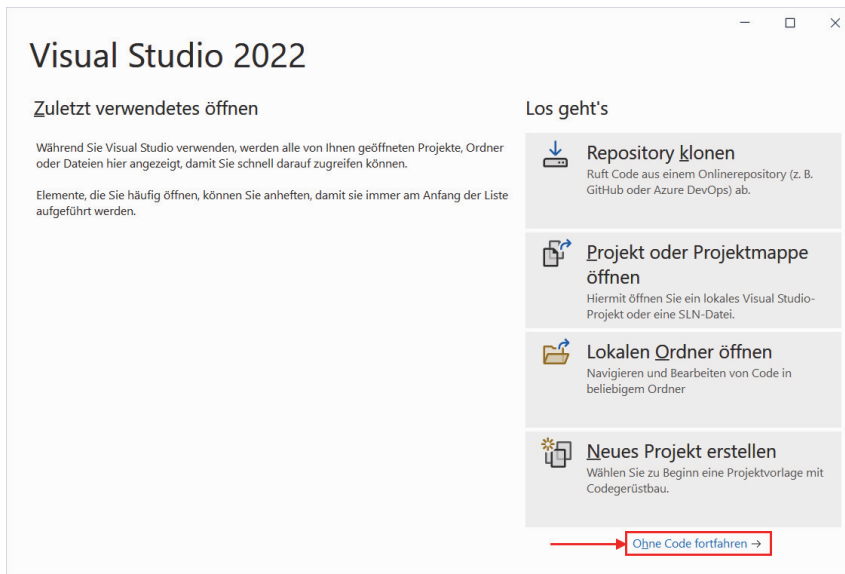 Visual Studio 2022
Zuletzt verwendetes öffnen
Während Sie Visual Studio verwenden, werden alle von Ihnen geöffneten Projekte, Ordner
oder Dateien hier angezeigt, damit Sie schnell darauf zugreifen können.
Elemente, die Sie häufig öffnen, können Sie anheften, damit sie immer am Anfang der Liste
aufgeführt werden.
Los geht's
Repository klonen
Ruft Code aus einem Onlinerepository (z. B.
GitHub oder Azure DevOps) ab.
Projekt oder Projektmappe
öffnen
Hiermit öffnen Sie ein lokales Visual Studio-
Projekt oder eine SLN-Datei.
Lokalen Ordner öffnen
Navigieren und Bearbeiten von Code in
beliebigem Ordner
Neues Projekt erstellen
Wählen Sie zu Beginn eine Projektvorlage mit
Codegerüstbau.
Ohne Code fortfahren →